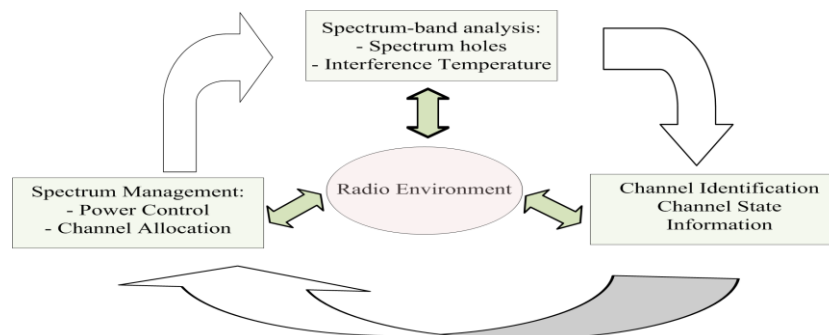 Spectrum-band analysis:
- Spectrum holes
- Interference Temperature
Radio Environment
Spectrum Management:
- Power Control
- Channel Allocation
Channel Identification
Channel State
Information